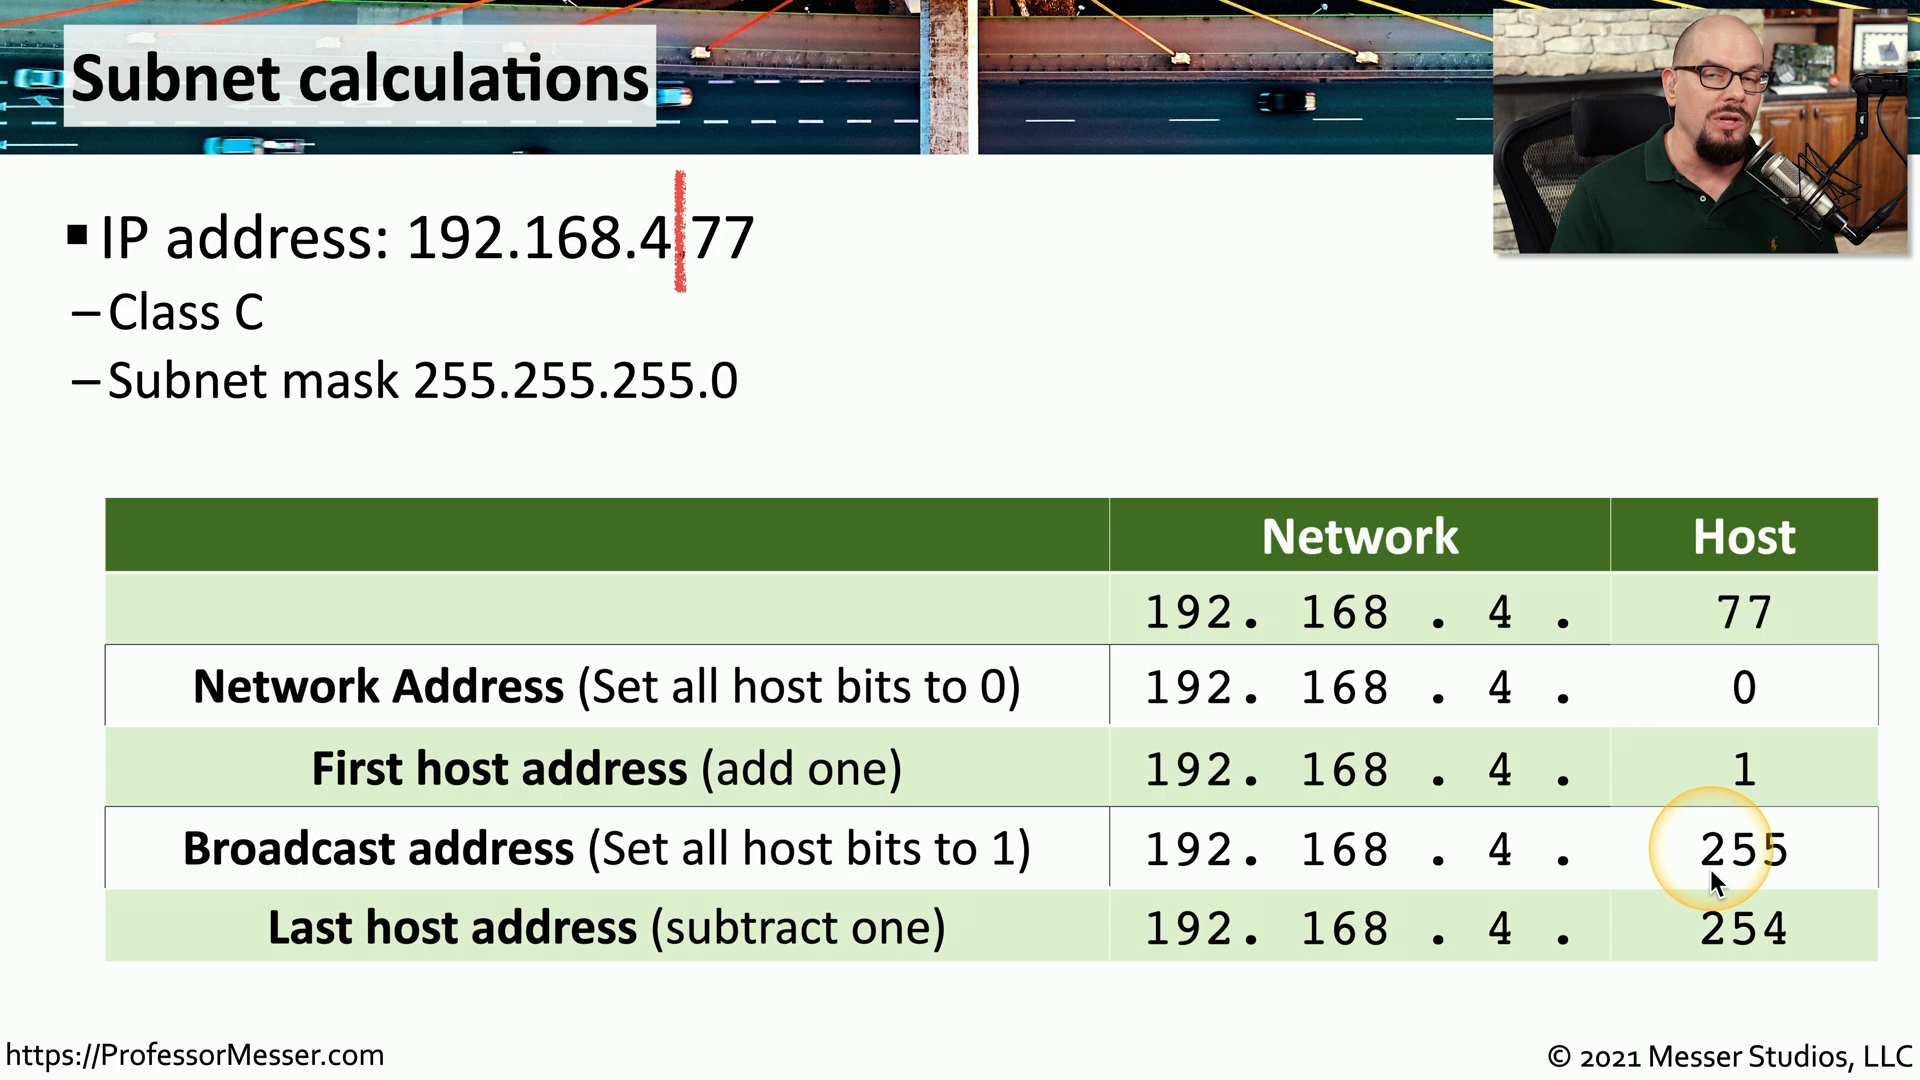 Subnet calculations
▪ IP address: 192.168.4.77
– Class C
– Subnet mask 255.255.255.0
Network Host
192. 168 . 4 . 77
Network Address (Set all host bits to 0) 192. 168 . 4 . 0
First host address (add one) 192. 168 . 4 . 1
Broadcast address (Set all host bits to 1) 192. 168 . 4 . 255
Last host address (subtract one) 192. 168 . 4 . 254
https://ProfessorMesser.com © 2021 Messer Studios, LLC